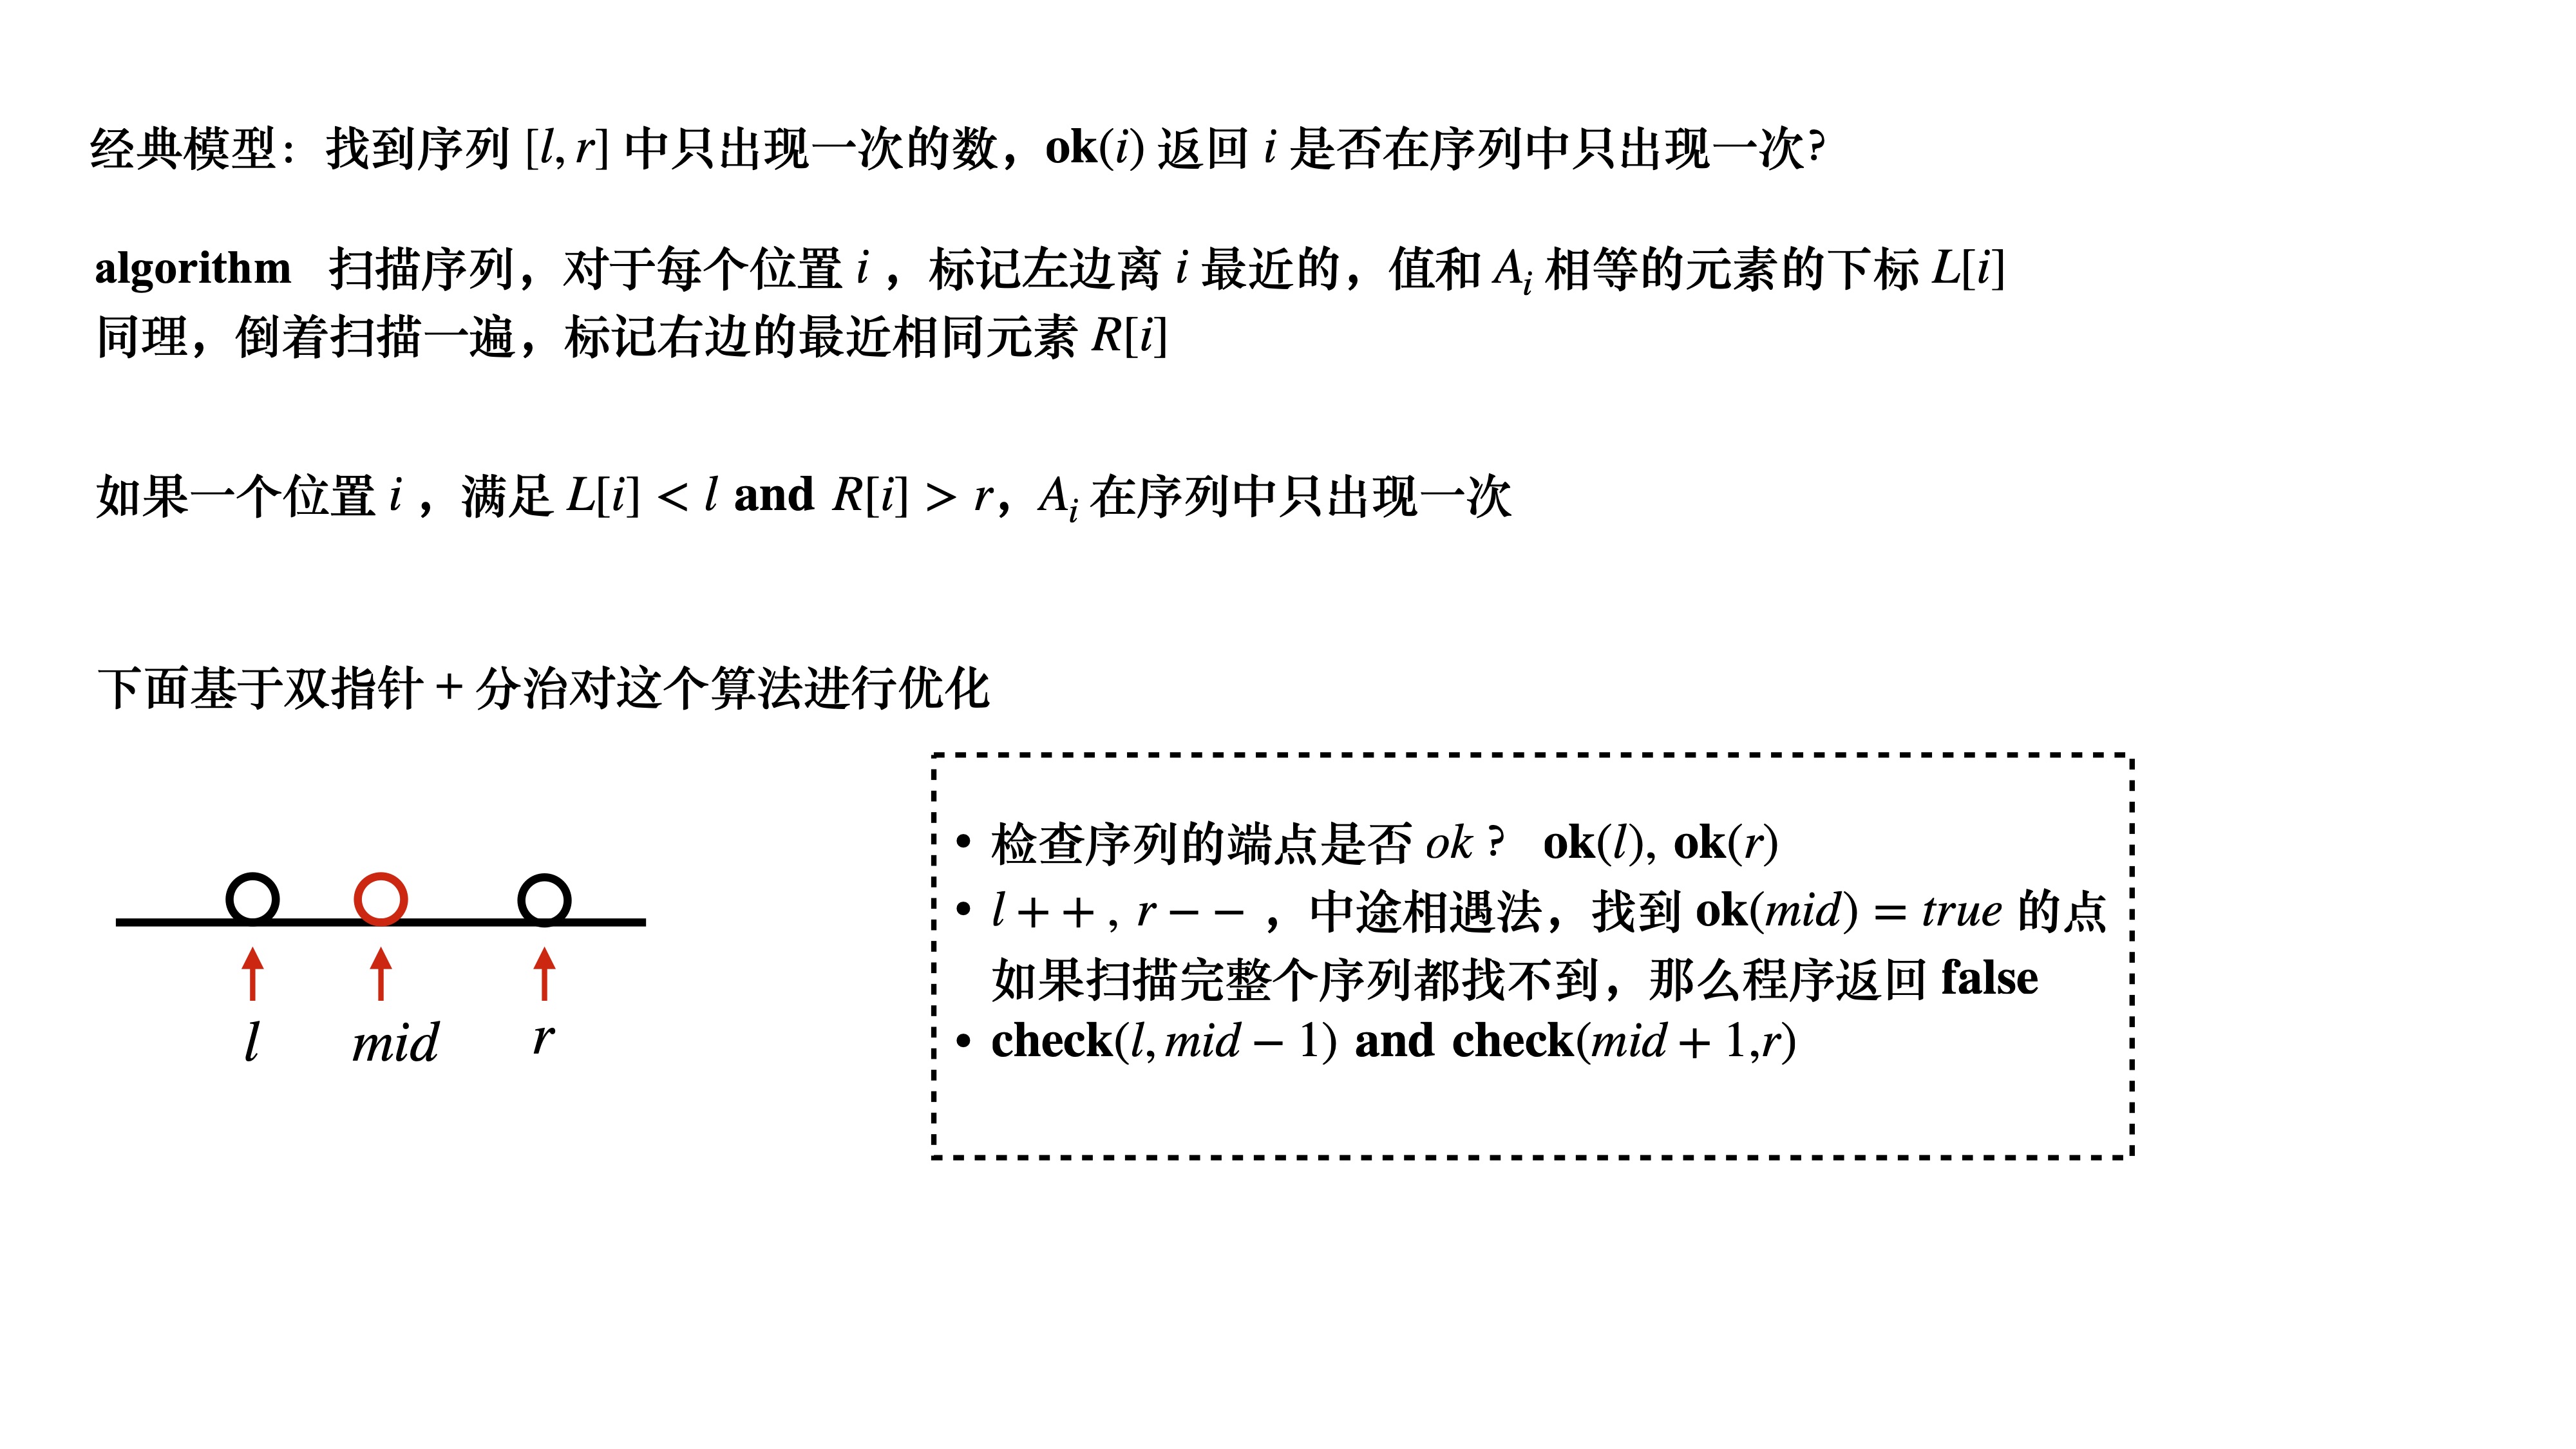 经典模型：找到序列 [l, r] 中只出现一次的数，ok(i) 返回 i 是否在序列中只出现一次？
algorithm 扫描序列，对于每个位置 i ，标记左边离 i 最近的，值和 A_i 相等的元素的下标 L[i]
同理，倒着扫描一遍，标记右边的最近相同元素 R[i]
如果一个位置 i ，满足 L[i] < l and R[i] > r，A_i 在序列中只出现一次
下面基于双指针 + 分治对这个算法进行优化
l mid r
• 检查序列的端点是否 ok ? ok(l), ok(r)
• l + + , r − − ，中途相遇法，找到 ok(mid) = true 的点
如果扫描完整个序列都找不到，那么程序返回 false
• check(l, mid − 1) and check(mid + 1,r)